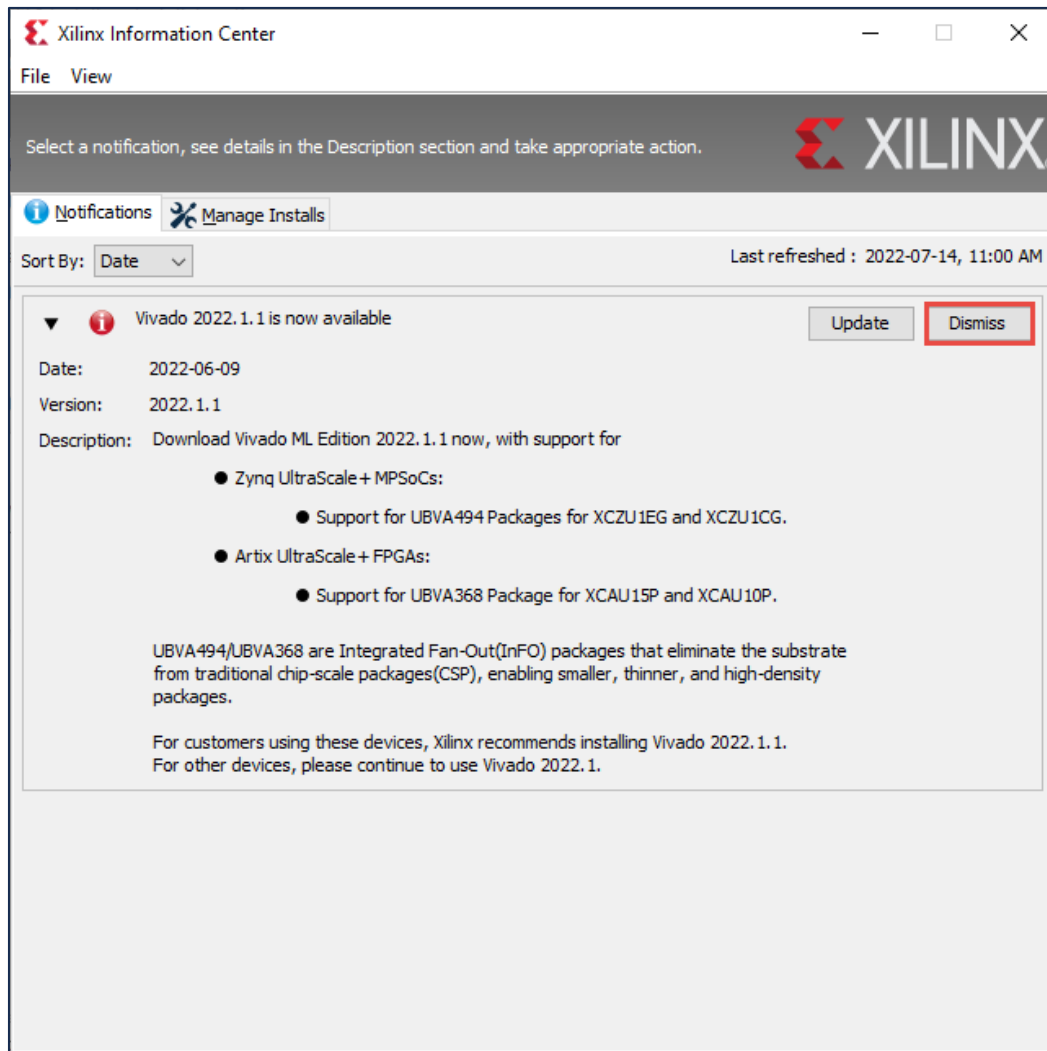 Xilinx Information Center
File View
Select a notification, see details in the Description section and take appropriate action.
XILINX
Notifications
Manage Installs
Sort By: Date
Last refreshed : 2022-07-14, 11:00 AM
Vivado 2022.1.1 is now available
Update
Dismiss
Date: 2022-06-09
Version: 2022.1.1
Description: Download Vivado ML Edition 2022.1.1 now, with support for
● Zynq UltraScale+ MPSoCs:
● Support for UBVA494 Packages for XCZU1EG and XCZU1CG.
● Artix UltraScale+ FPGAs:
● Support for UBVA368 Package for XCAU15P and XCAU10P.
UBVA494/UBVA368 are Integrated Fan-Out(InFO) packages that eliminate the substrate
from traditional chip-scale packages(CSP), enabling smaller, thinner, and high-density
packages.
For customers using these devices, Xilinx recommends installing Vivado 2022.1.1.
For other devices, please continue to use Vivado 2022.1.